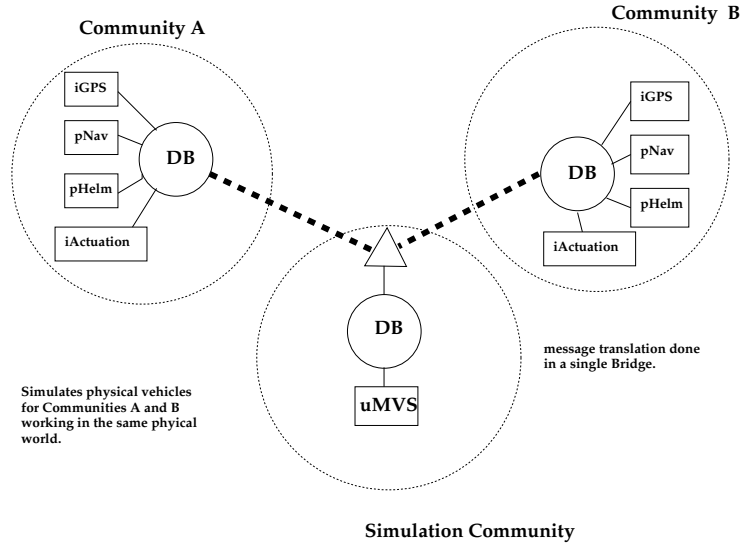 Community A
Community B
iGPS
pNav
pHelm
iActuation
DB
iGPS
pNav
pHelm
iActuation
DB
DB
uMVS
message translation done
in a single Bridge.
Simulates physical vehicles
for Communities A and B
working in the same phyical
world.
Simulation Community